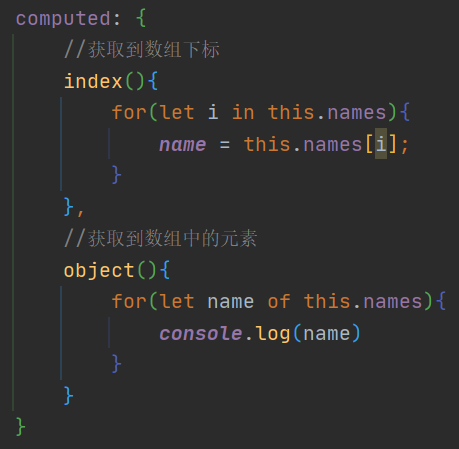 computed: {
    //获取到数组下标
    index(){
        for(let i in this.names){
            name = this.names[i];
        }
    },
    //获取到数组中的元素
    object(){
        for(let name of this.names){
            console.log(name)
        }
    }
}